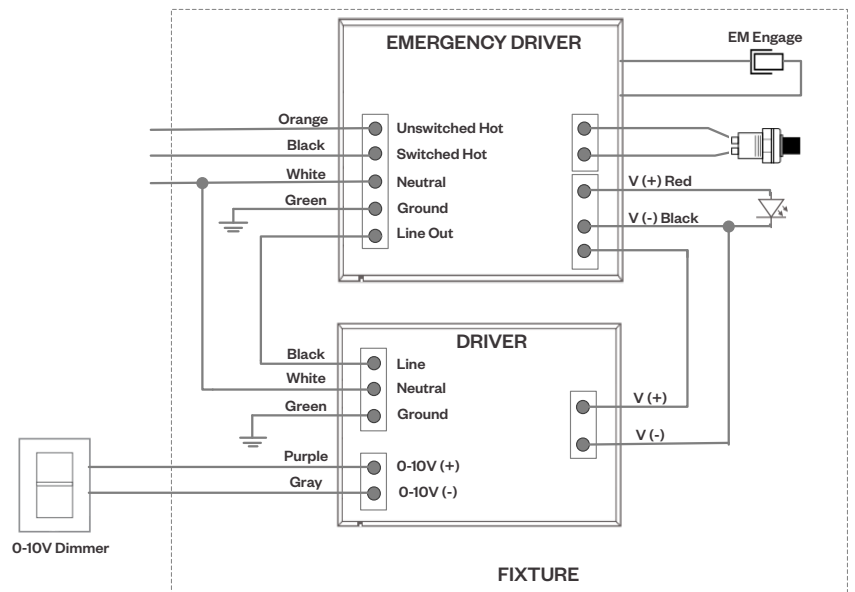 EMERGENCY DRIVER
EM Engage
Orange
Unswitched Hot
Black
Switched Hot
White
Neutral
V (+) Red
Green
Ground
V (-) Black
Line Out
DRIVER
Black
Line
White
Neutral
V (+)
Green
Ground
V (-)
Purple
0-10V (+)
Gray
0-10V (-)
0-10V Dimmer
FIXTURE